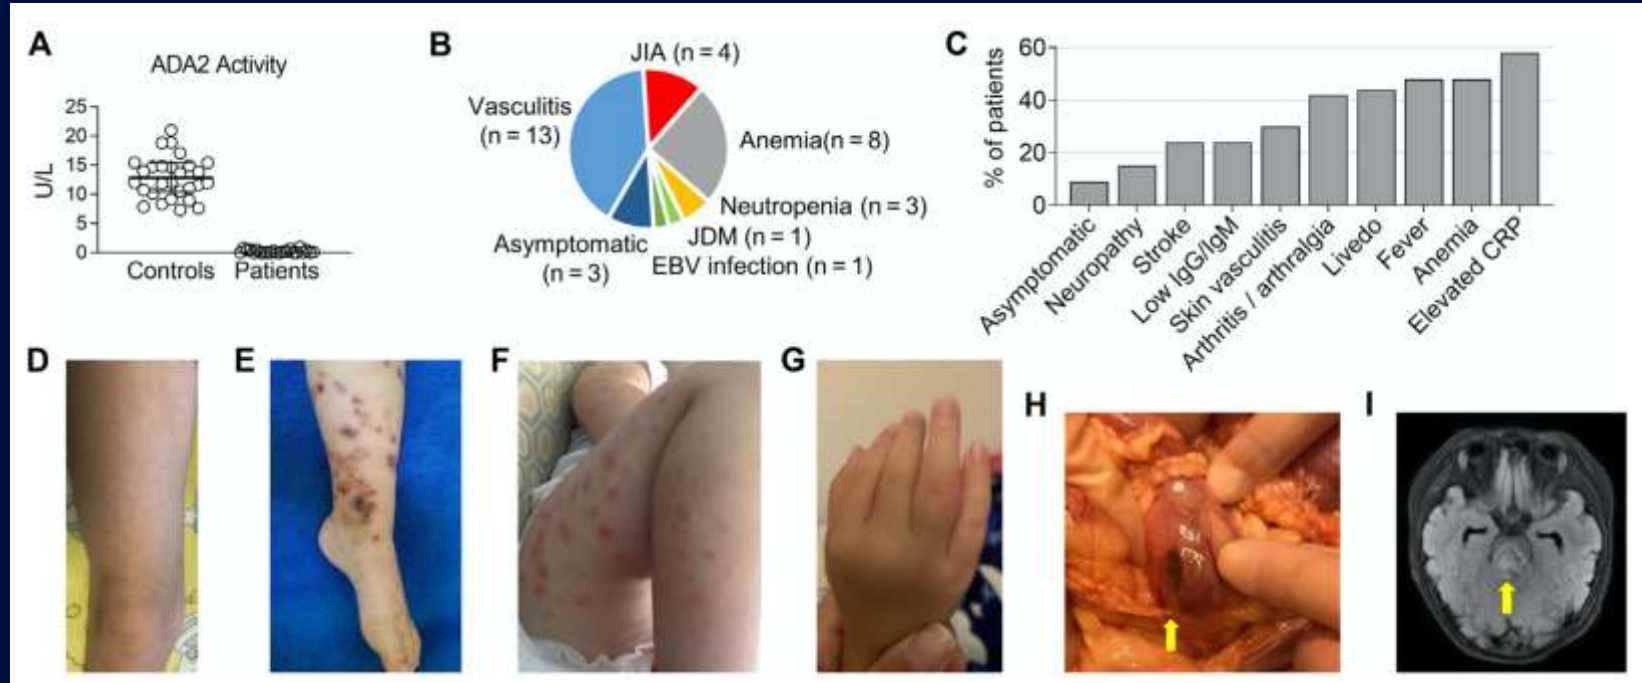 A
ADA2 Activity
25
20
15
10
5
0
U/L
Controls
Patients
B
JIA (n = 4)
Vasculitis
(n = 13)
Anemia(n = 8)
Neutropenia (n = 3)
JDM (n = 1)
EBV infection (n = 1)
Asymptomatic
(n = 3)
C
60
40
20
0
% of patients
Asymptomatic
Neuropathy
Stroke
Low IgG/IgM
Skin vasculitis
Arthritis / arthralgia
Livedo
Fever
Anemia
Elevated CRP
D
E
F
G
H
I